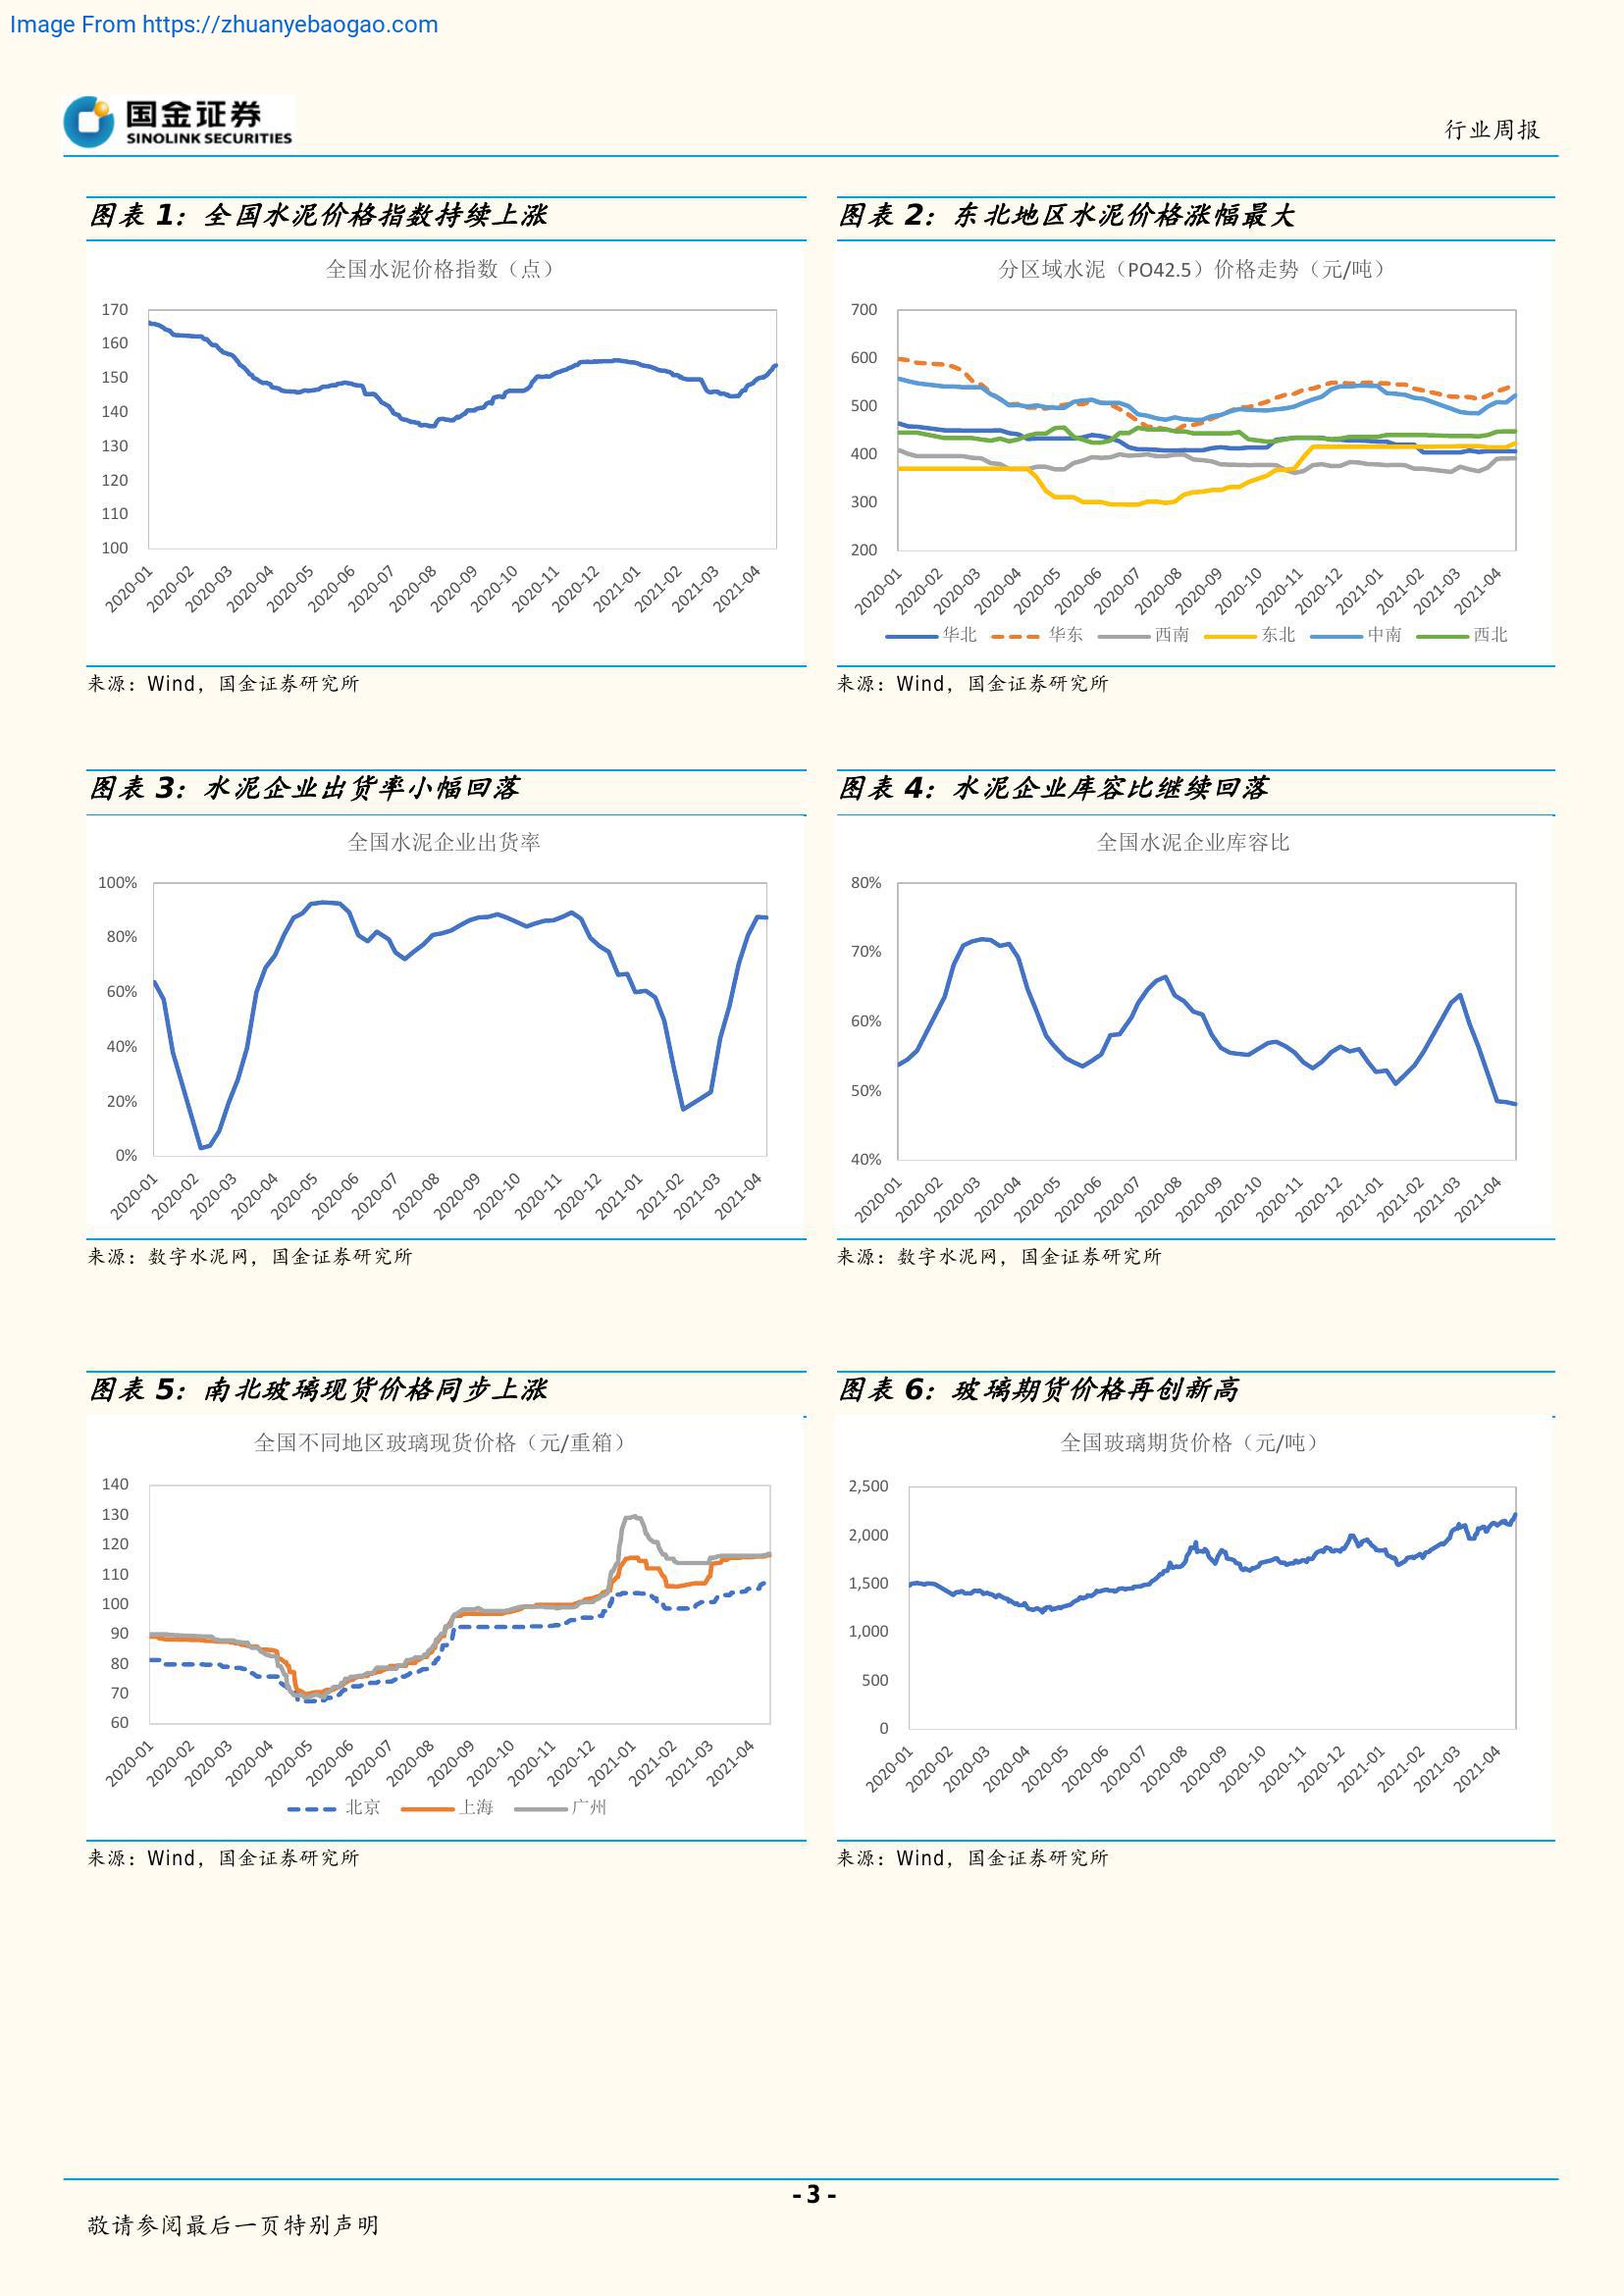 Image From https://zhuanyebaogao.com
国金证券
SINOLINK SECURITIES
行业周报
图表 1：全国水泥价格指数持续上涨
全国水泥价格指数（点）
170
160
150
140
130
120
110
100
2020-01 2020-02 2020-03 2020-04 2020-05 2020-06 2020-07 2020-08 2020-09 2020-10 2020-11 2020-12 2021-01 2021-02 2021-03 2021-04
来源：Wind，国金证券研究所
图表 2：东北地区水泥价格涨幅最大
分区域水泥（PO42.5）价格走势（元/吨）
700
600
500
400
300
200
2020-01 2020-02 2020-03 2020-04 2020-05 2020-06 2020-07 2020-08 2020-09 2020-10 2020-11 2020-12 2021-01 2021-02 2021-03 2021-04
华北 华东 西南 东北 中南 西北
来源：Wind，国金证券研究所
图表 3：水泥企业出货率小幅回落
全国水泥企业出货率
100%
80%
60%
40%
20%
0%
2020-01 2020-02 2020-03 2020-04 2020-05 2020-06 2020-07 2020-08 2020-09 2020-10 2020-11 2020-12 2021-01 2021-02 2021-03 2021-04
来源：数字水泥网，国金证券研究所
图表 4：水泥企业库容比继续回落
全国水泥企业库容比
80%
70%
60%
50%
40%
2020-01 2020-02 2020-03 2020-04 2020-05 2020-06 2020-07 2020-08 2020-09 2020-10 2020-11 2020-12 2021-01 2021-02 2021-03 2021-04
来源：数字水泥网，国金证券研究所
图表 5：南北玻璃现货价格同步上涨
全国不同地区玻璃现货价格（元/重箱）
140
130
120
110
100
90
80
70
60
2020-01 2020-02 2020-03 2020-04 2020-05 2020-06 2020-07 2020-08 2020-09 2020-10 2020-11 2020-12 2021-01 2021-02 2021-03 2021-04
北京 上海 广州
来源：Wind，国金证券研究所
图表 6：玻璃期货价格再创新高
全国玻璃期货价格（元/吨）
2,500
2,000
1,500
1,000
500
0
2020-01 2020-02 2020-03 2020-04 2020-05 2020-06 2020-07 2020-08 2020-09 2020-10 2020-11 2020-12 2021-01 2021-02 2021-03 2021-04
来源：Wind，国金证券研究所
- 3 -
敬请参阅最后一页特别声明